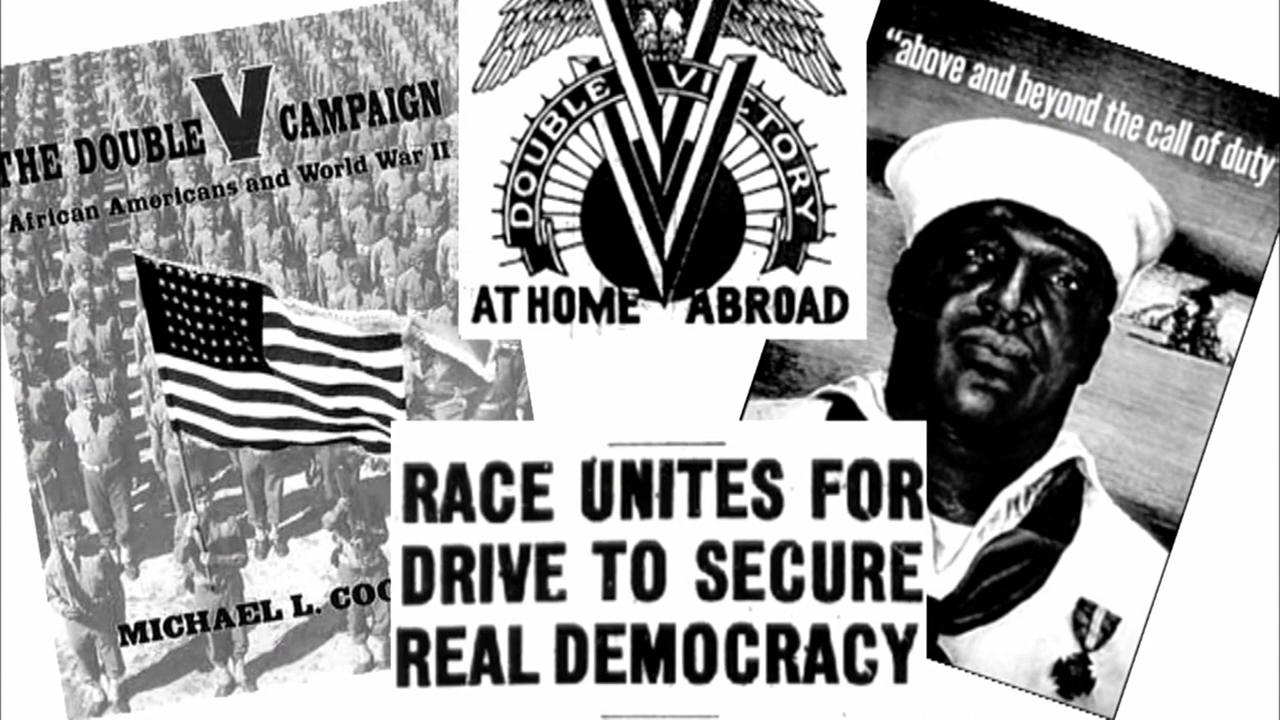 THE DOUBLE V CAMPAIGN
African Americans and World War II
MICHAEL L. COO
DOUBLE VICTORY
AT HOME ABROAD
"above and beyond the call of duty
RACE UNITES FOR
DRIVE TO SECURE
REAL DEMOCRACY